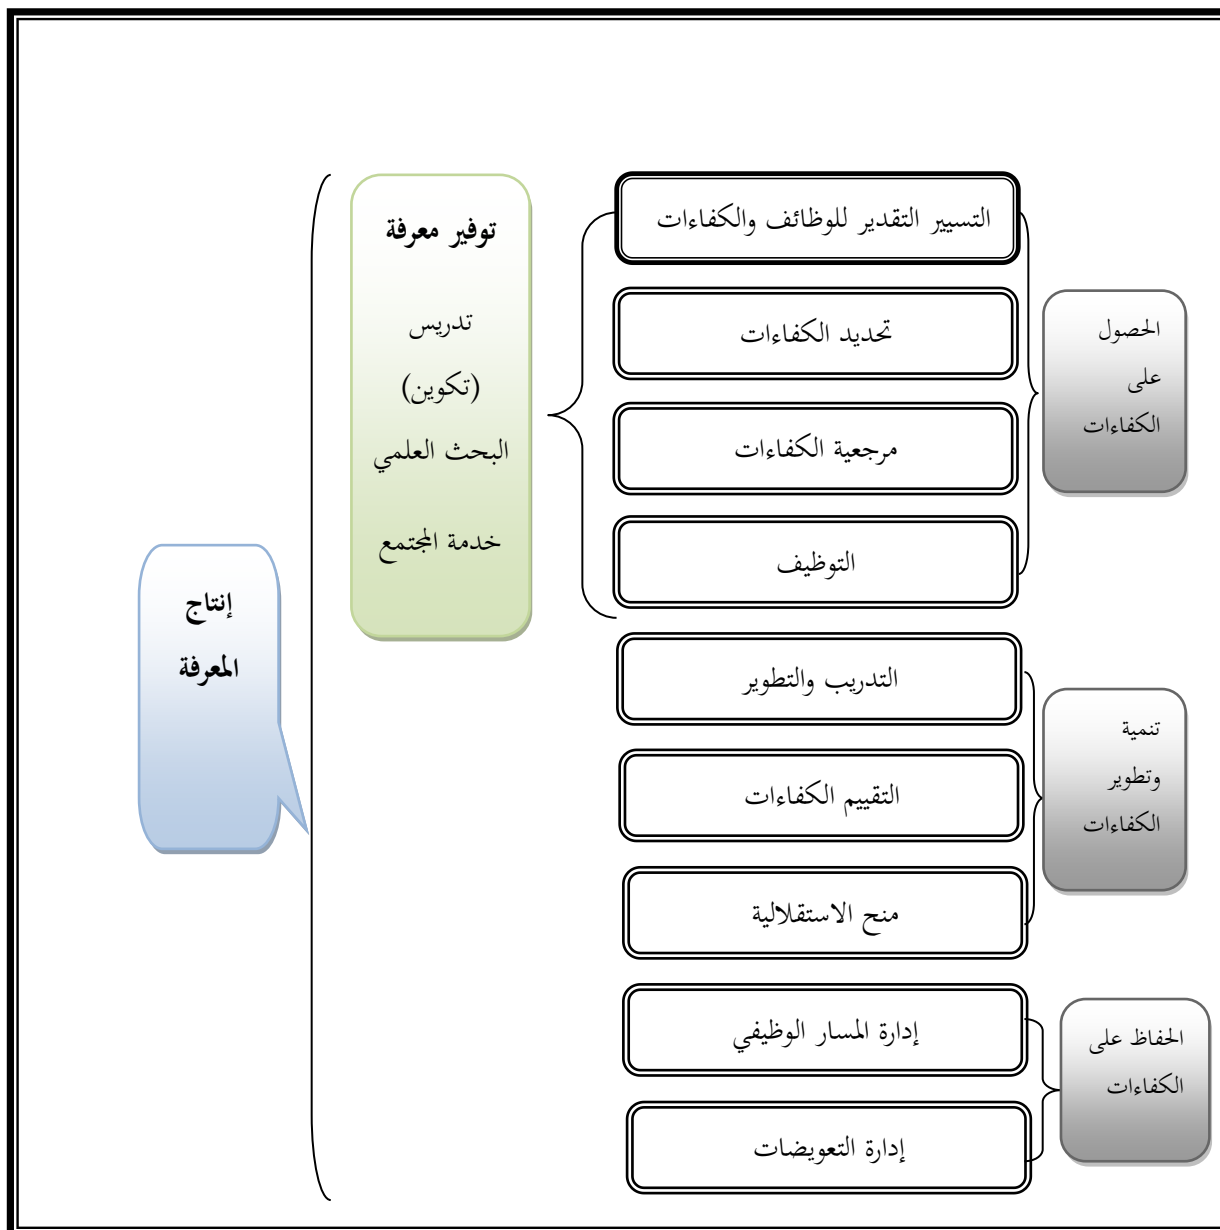 التسيير التقدير للوظائف والكفاءات
تحديد الكفاءات
مرجعية الكفاءات
التوظيف
الحصول
على
الكفاءات
التدريب والتطوير
التقييم الكفاءات
منح الاستقلالية
تنمية
وتطوير
الكفاءات
إدارة المسار الوظيفي
إدارة التعويضات
الحفاظ على
الكفاءات
توفير معرفة
تدريس
(تكوين)
البحث العلمي
خدمة المجتمع
إنتاج
المعرفة